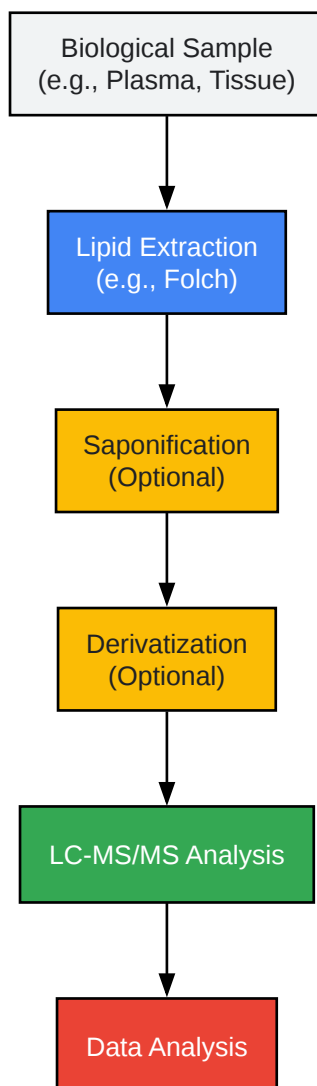 Biological Sample
(e.g., Plasma, Tissue)
Lipid Extraction
(e.g., Folch)
Saponification
(Optional)
Derivatization
(Optional)
LC-MS/MS Analysis
Data Analysis